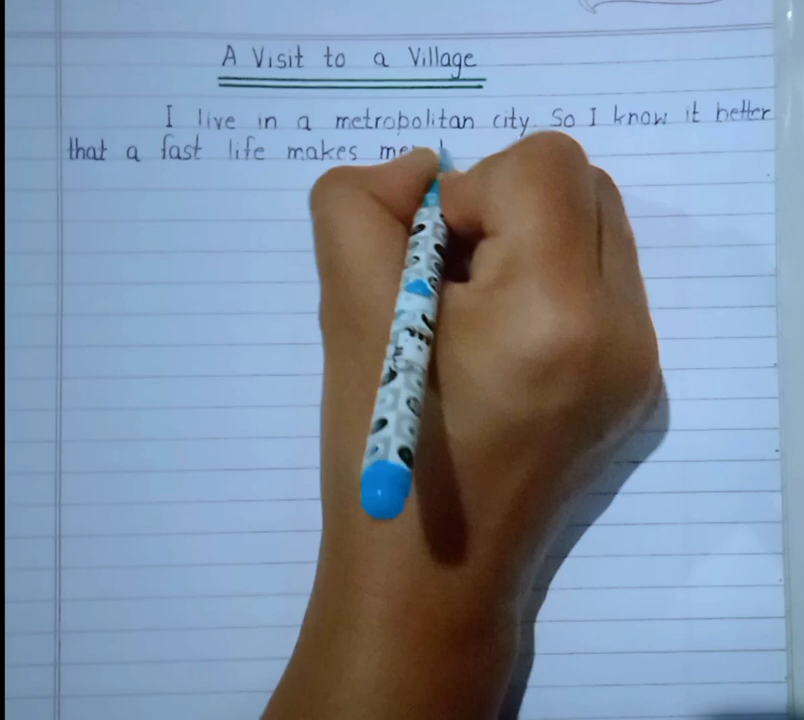 A Visit to a Village
I live in a metropolitan city. So I know it better
that a fast life makes